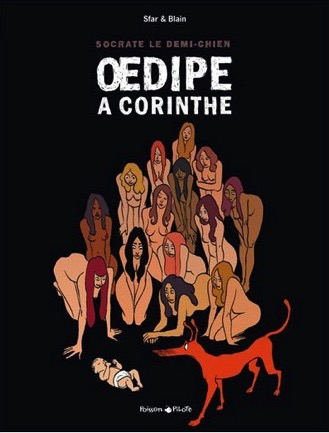 Sfar & Blain
SOCRATE LE DEMI-CHIEN
ŒDIPE
A CORINTHE
Poisson Pilote